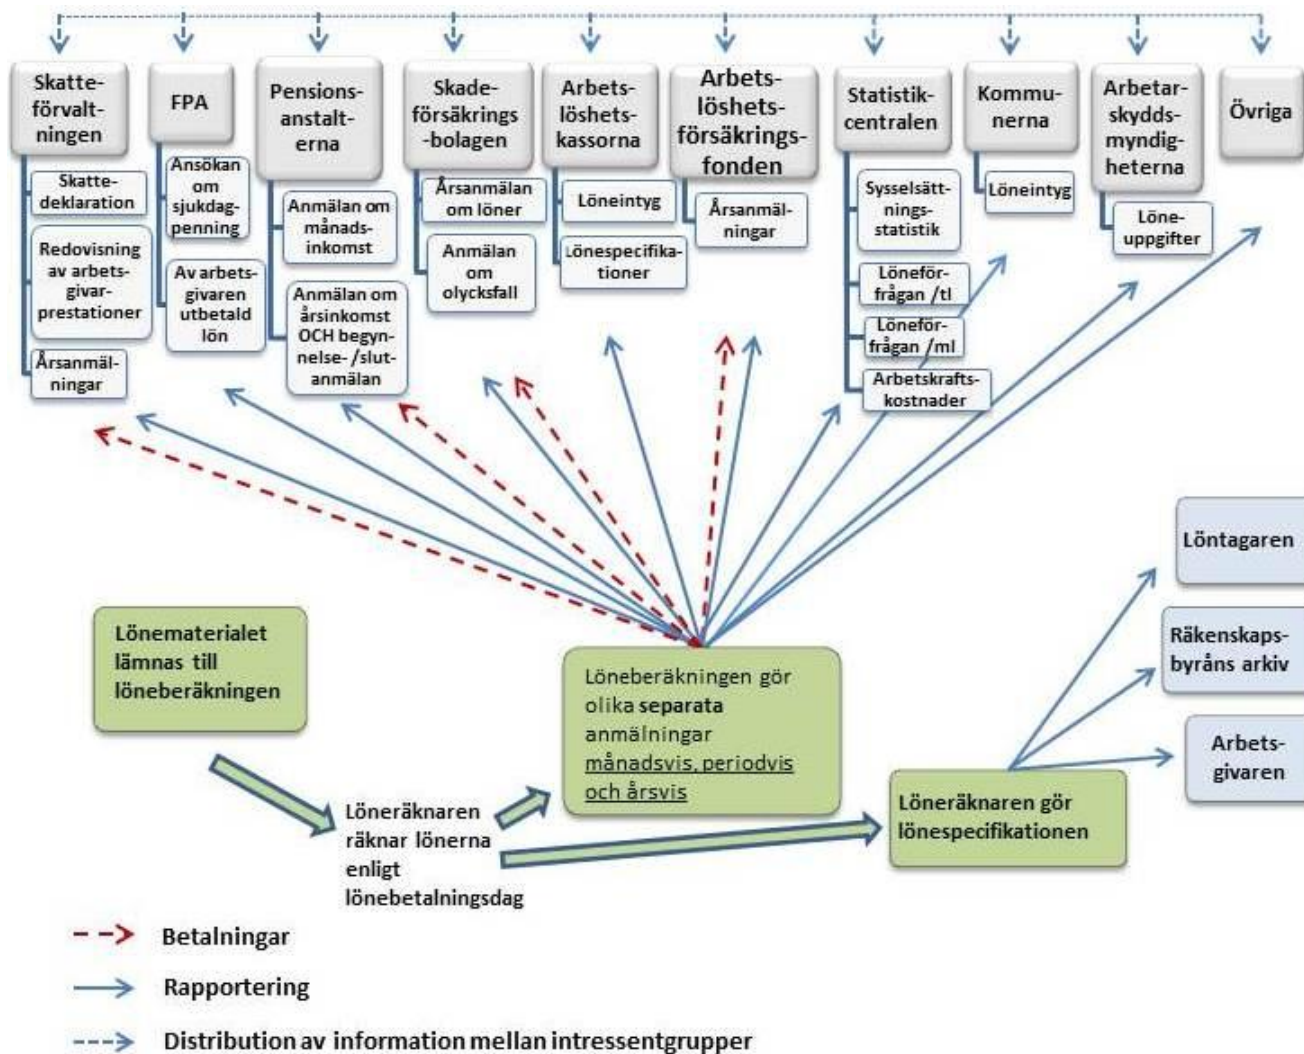 Skatte-
förvalt-
ningen
FPA
Pensions-
anstalt-
erna
Skade-
försäkrings
-bolagen
Arbets-
löshets-
kassorna
Arbets-
löshets-
försäkrings-
fonden
Statistik-
centralen
Kommu-
nerna
Arbetar-
skydds-
myndig-
heterna
Övriga
Skatte-
deklaration
Redovisning
av arbets-
givar-
prestationer
Årsanmäl-
ningar
Ansökan
om
sjukdag-
penning
Av arbets-
givaren
utbetald
lön
Anmälan om
månads-
inkomst
Anmälan om
årsinkomst
OCH begyn-
nelse-/slut-
anmälan
Årsanmälan
om löner
Anmälan
om
olycksfall
Löneintyg
Lönespecifika-
tioner
Årsanmäl-
ningar
Sysselsätt-
nings-
statistik
Löneför-
frågan /tl
Löneför-
frågan /ml
Arbetskrafts-
kostnader
Löneintyg
Löne-
uppgifter
Lönematerialet
lämnas till
löneberäkningen
Löneräknaren
räknar lönerna
enligt
lönebetalningsdag
Löneberäkningen gör
olika separata
anmälningar
månadsvis, periodvis
och årsvis
Löneräknaren gör
lönespecifikationen
Löntagaren
Räkenskaps-
byråns arkiv
Arbets-
givaren
Betalningar
Rapportering
Distribution av information mellan intressentgrupper